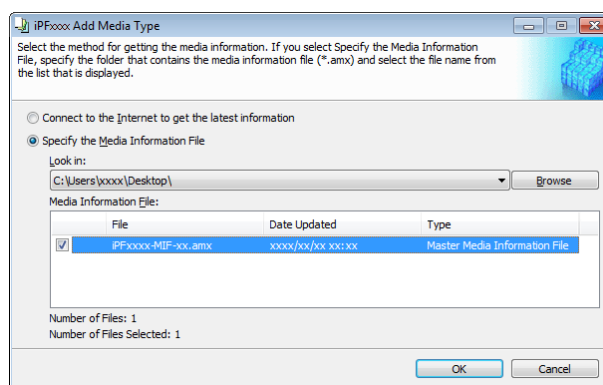 iPFxxxx Add Media Type
Select the method for getting the media information. If you select Specify the Media Information
File, specify the folder that contains the media information file (*.amx) and select the file name from
the list that is displayed.
Connect to the Internet to get the latest information
Specify the Media Information File
Look in:
C:\Users\xxxx\Desktop\
Browse
Media Information File:
File Date Updated Type
iPFxxxx-MIF-xx.amx xxxx/xx/xx xx:xx Master Media Information File
Number of Files: 1
Number of Files Selected: 1
OK Cancel